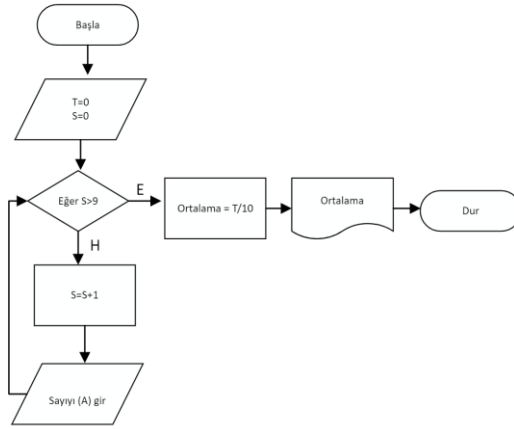 Başla
T=0
S=0
Eğer S>9
E
Ortalama = T/10
Ortalama
Dur
H
S=S+1
Sayıyı (A) gir